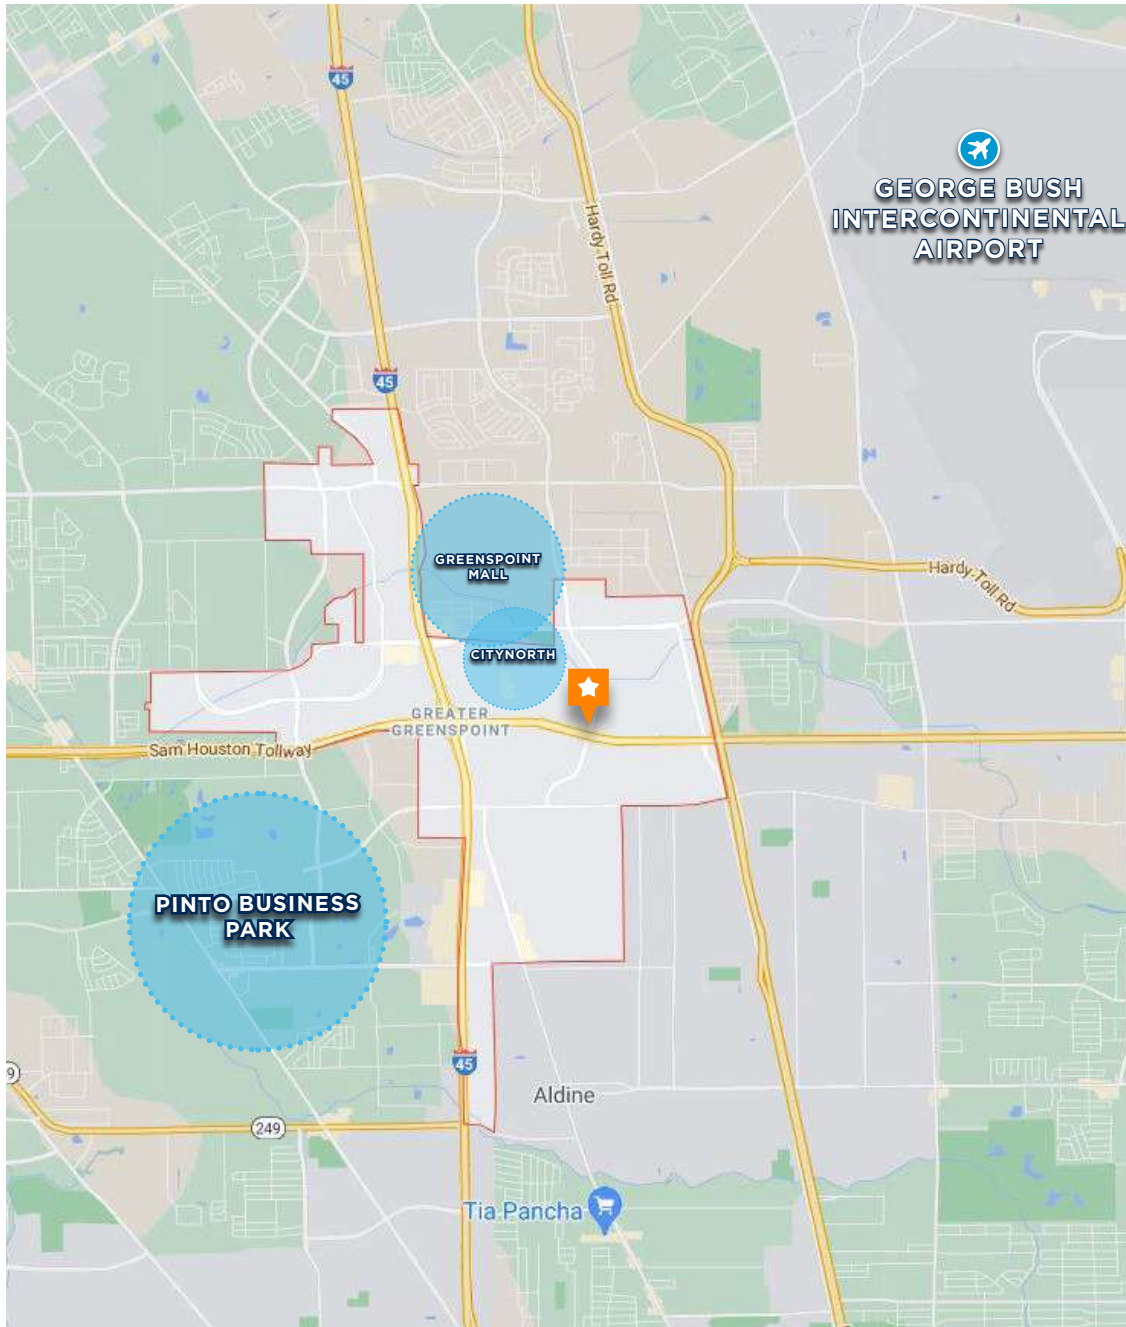 45
GEORGE BUSH
INTERCONTINENTAL
AIRPORT
Hardy Toll Rd
45
GREENSPOINT
MALL
Hardy Toll Rd
CITYNORTH
GREATER
GREENSPOINT
Sam Houston Tollway
PINTO BUSINESS
PARK
45
9
Aldine
249
Tia Pancha